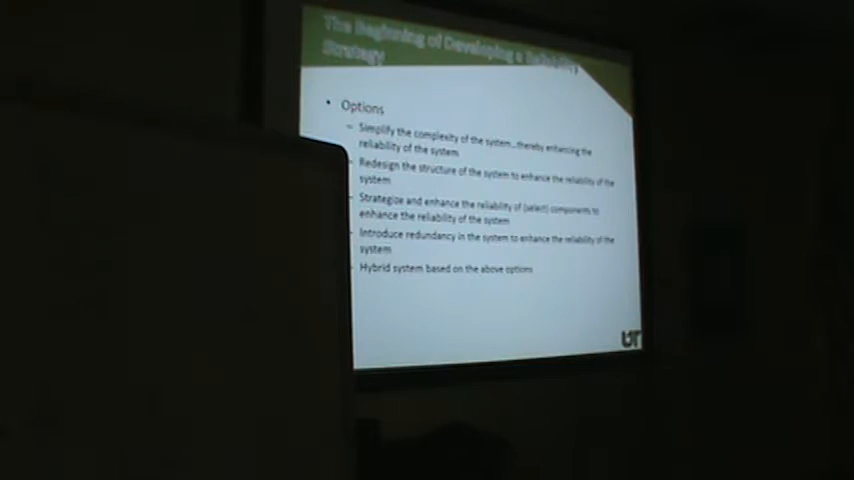 The Beginning of Developing a Reliability
Strategy
• Options
– Simplify the complexity of the system...thereby enhancing the
reliability of the system
– Redesign the structure of the system to enhance the reliability of the
system
– Strategize and enhance the reliability of (select) components to
enhance the reliability of the system
– Introduce redundancy in the system to enhance the reliability of the
system
– Hybrid system based on the above options
UT